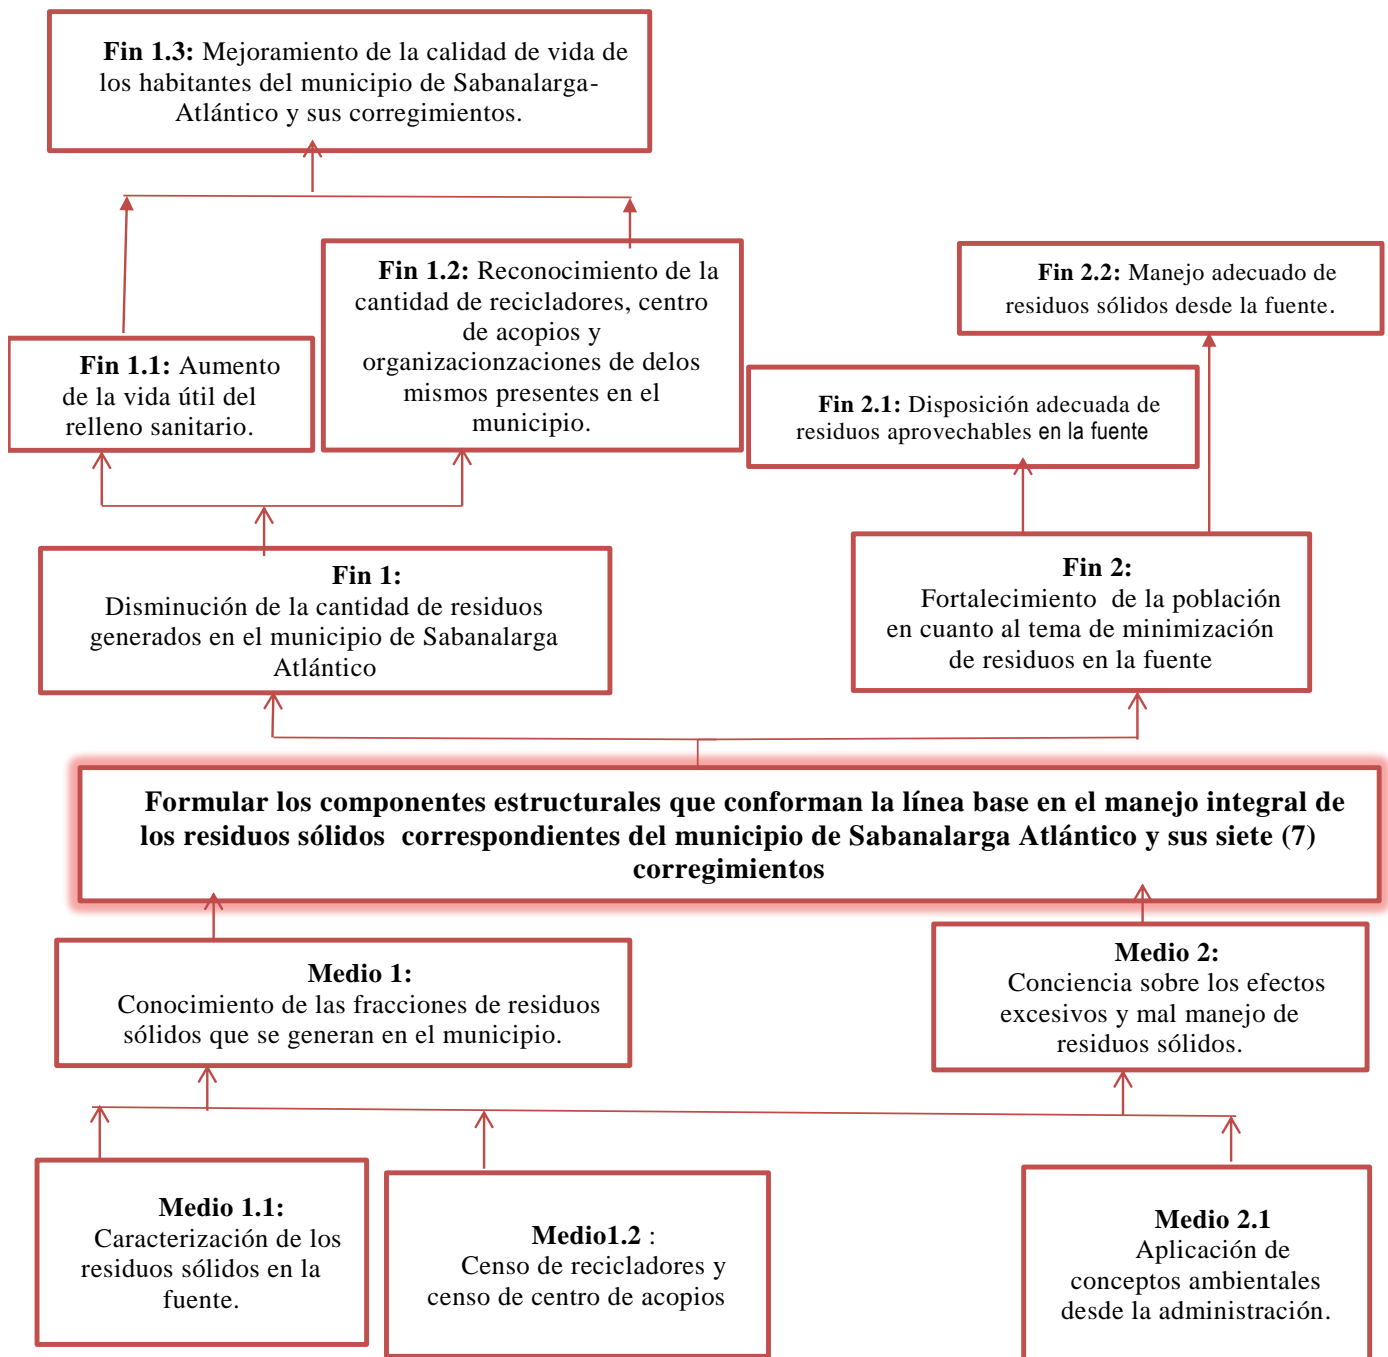 Fin 1.3: Mejoramiento de la calidad de vida de
los habitantes del municipio de Sabanalarga-
Atlántico y sus corregimientos.
Fin 1.2: Reconocimiento de la
cantidad de recicladores, centro
de acopios y
organizacionzaciones de delos
mismos presentes en el
municipio.
Fin 2.2: Manejo adecuado de
residuos sólidos desde la fuente.
Fin 1.1: Aumento
de la vida útil del
relleno sanitario.
Fin 2.1: Disposición adecuada de
residuos aprovechables en la fuente
Fin 1:
Disminución de la cantidad de residuos
generados en el municipio de Sabanalarga
Atlántico
Fin 2:
Fortalecimiento de la población
en cuanto al tema de minimización
de residuos en la fuente
Formular los componentes estructurales que conforman la línea base en el manejo integral de
los residuos sólidos correspondientes del municipio de Sabanalarga Atlántico y sus siete (7)
corregimientos
Medio 1:
Conocimiento de las fracciones de residuos
sólidos que se generan en el municipio.
Medio 2:
Conciencia sobre los efectos
excesivos y mal manejo de
residuos sólidos.
Medio 1.1:
Caracterización de los
residuos sólidos en la
fuente.
Medio1.2 :
Censo de recicladores y
censo de centro de acopios
Medio 2.1
Aplicación de
conceptos ambientales
desde la administración.